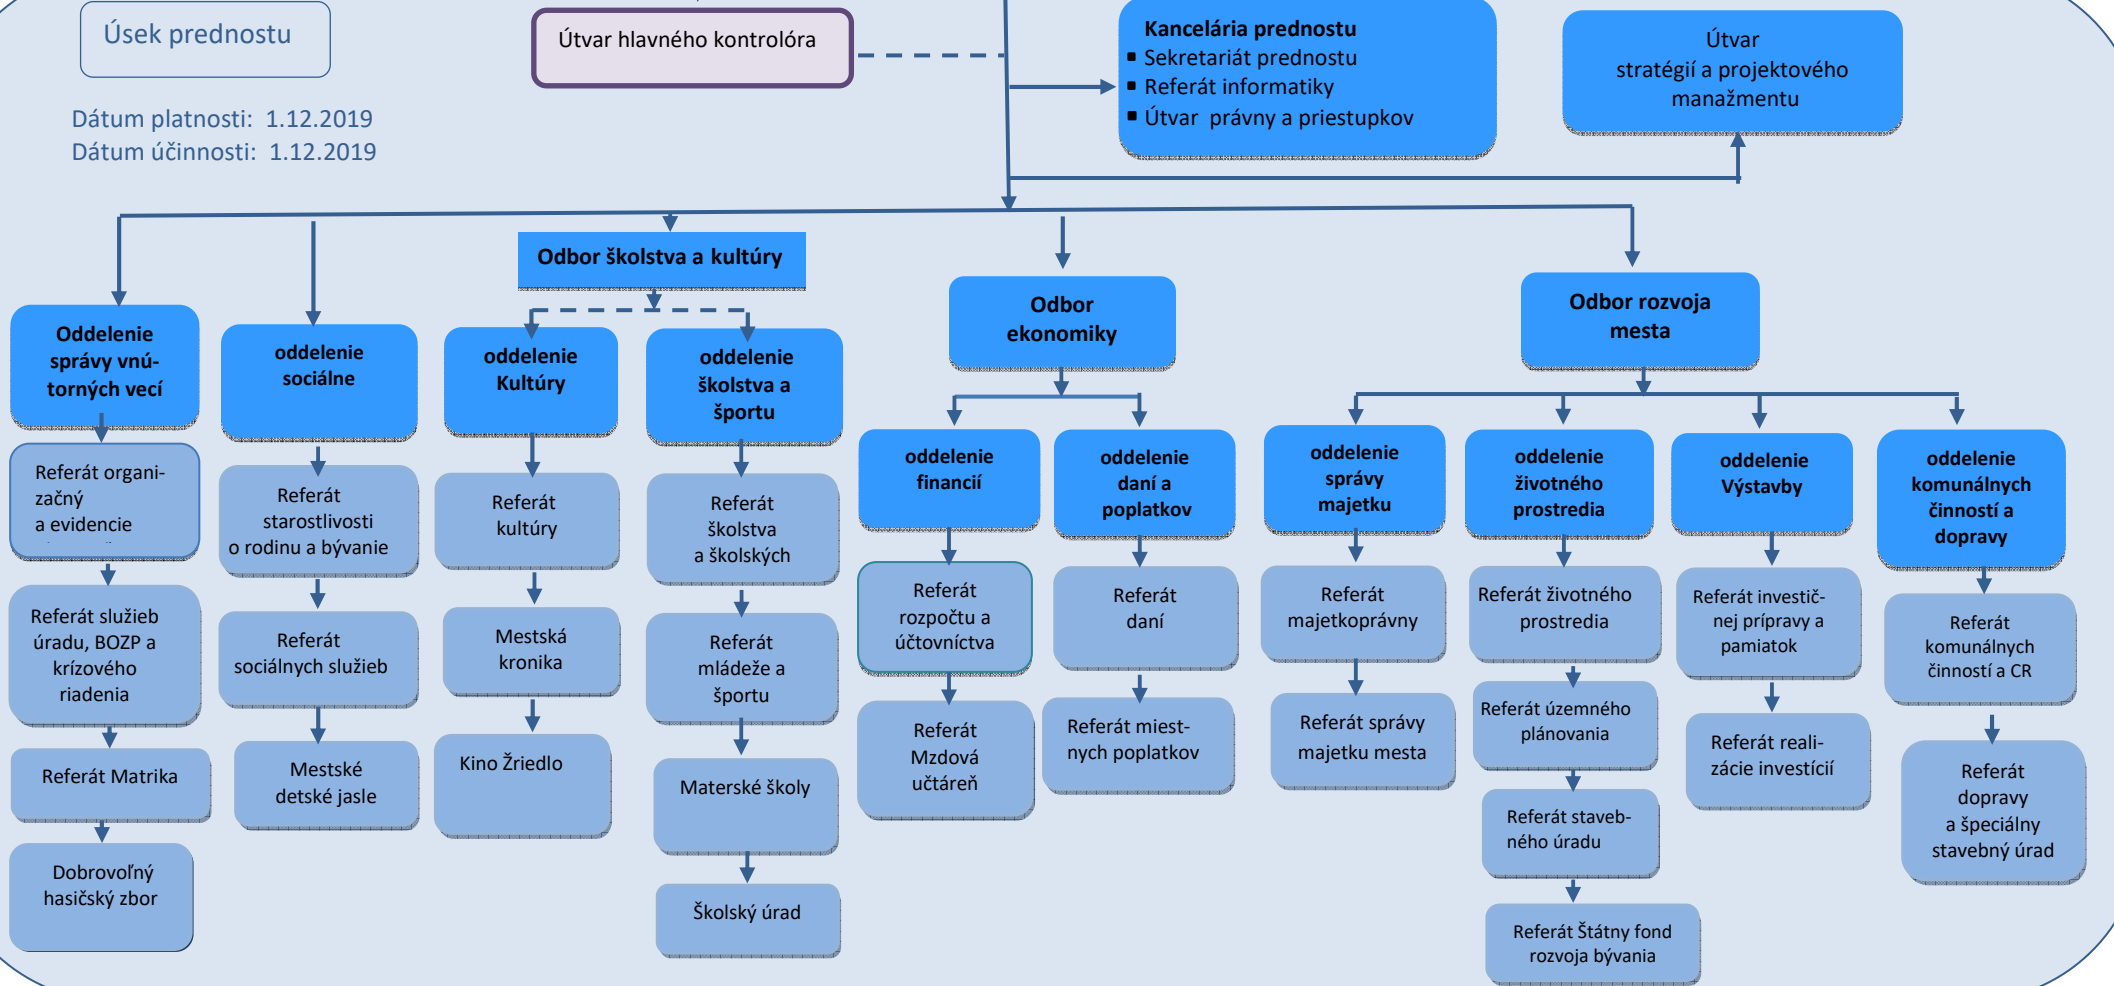 Úsek prednostu
Dátum platnosti: 1.12.2019
Dátum účinnosti: 1.12.2019
Útvar hlavného kontrolóra
Kancelária prednostu
▪ Sekretariát prednostu
▪ Referát informatiky
▪ Útvar právny a priestupkov
Útvar
stratégií a projektového
manažmentu
Oddelenie
správy vnú-
torných vecí
Referát organi-
začný
a evidencie
Referát služieb
úradu, BOZP a
krízového
riadenia
Referát Matrika
Dobrovoľný
hasičský zbor
oddelenie
sociálne
Referát
starostlivosti
o rodinu a bývanie
Referát
sociálnych služieb
Mestské
detské jasle
Odbor školstva a kultúry
oddelenie
Kultúry
Referát
kultúry
Mestská
kronika
Kino Žriedlo
oddelenie
školstva a
športu
Referát
školstva
a školských
Referát
mládeže a
športu
Materské školy
Školský úrad
Odbor
ekonomiky
oddelenie
financií
Referát
rozpočtu a
účtovníctva
Referát
Mzdová
učtáreň
oddelenie
daní a
poplatkov
Referát
daní
Referát miest-
nych poplatkov
Odbor rozvoja
mesta
oddelenie
správy
majetku
Referát
majetkoprávny
Referát správy
majetku mesta
oddelenie
životného
prostredia
Referát životného
prostredia
Referát územného
plánovania
Referát staveb-
ného úradu
Referát Štátny fond
rozvoja bývania
oddelenie
Výstavby
Referát investič-
nej prípravy a
pamiatok
Referát reali-
zácie investícií
oddelenie
komunálnych
činností a
dopravy
Referát
komunálnych
činností a CR
Referát
dopravy
a špeciálny
stavebný úrad